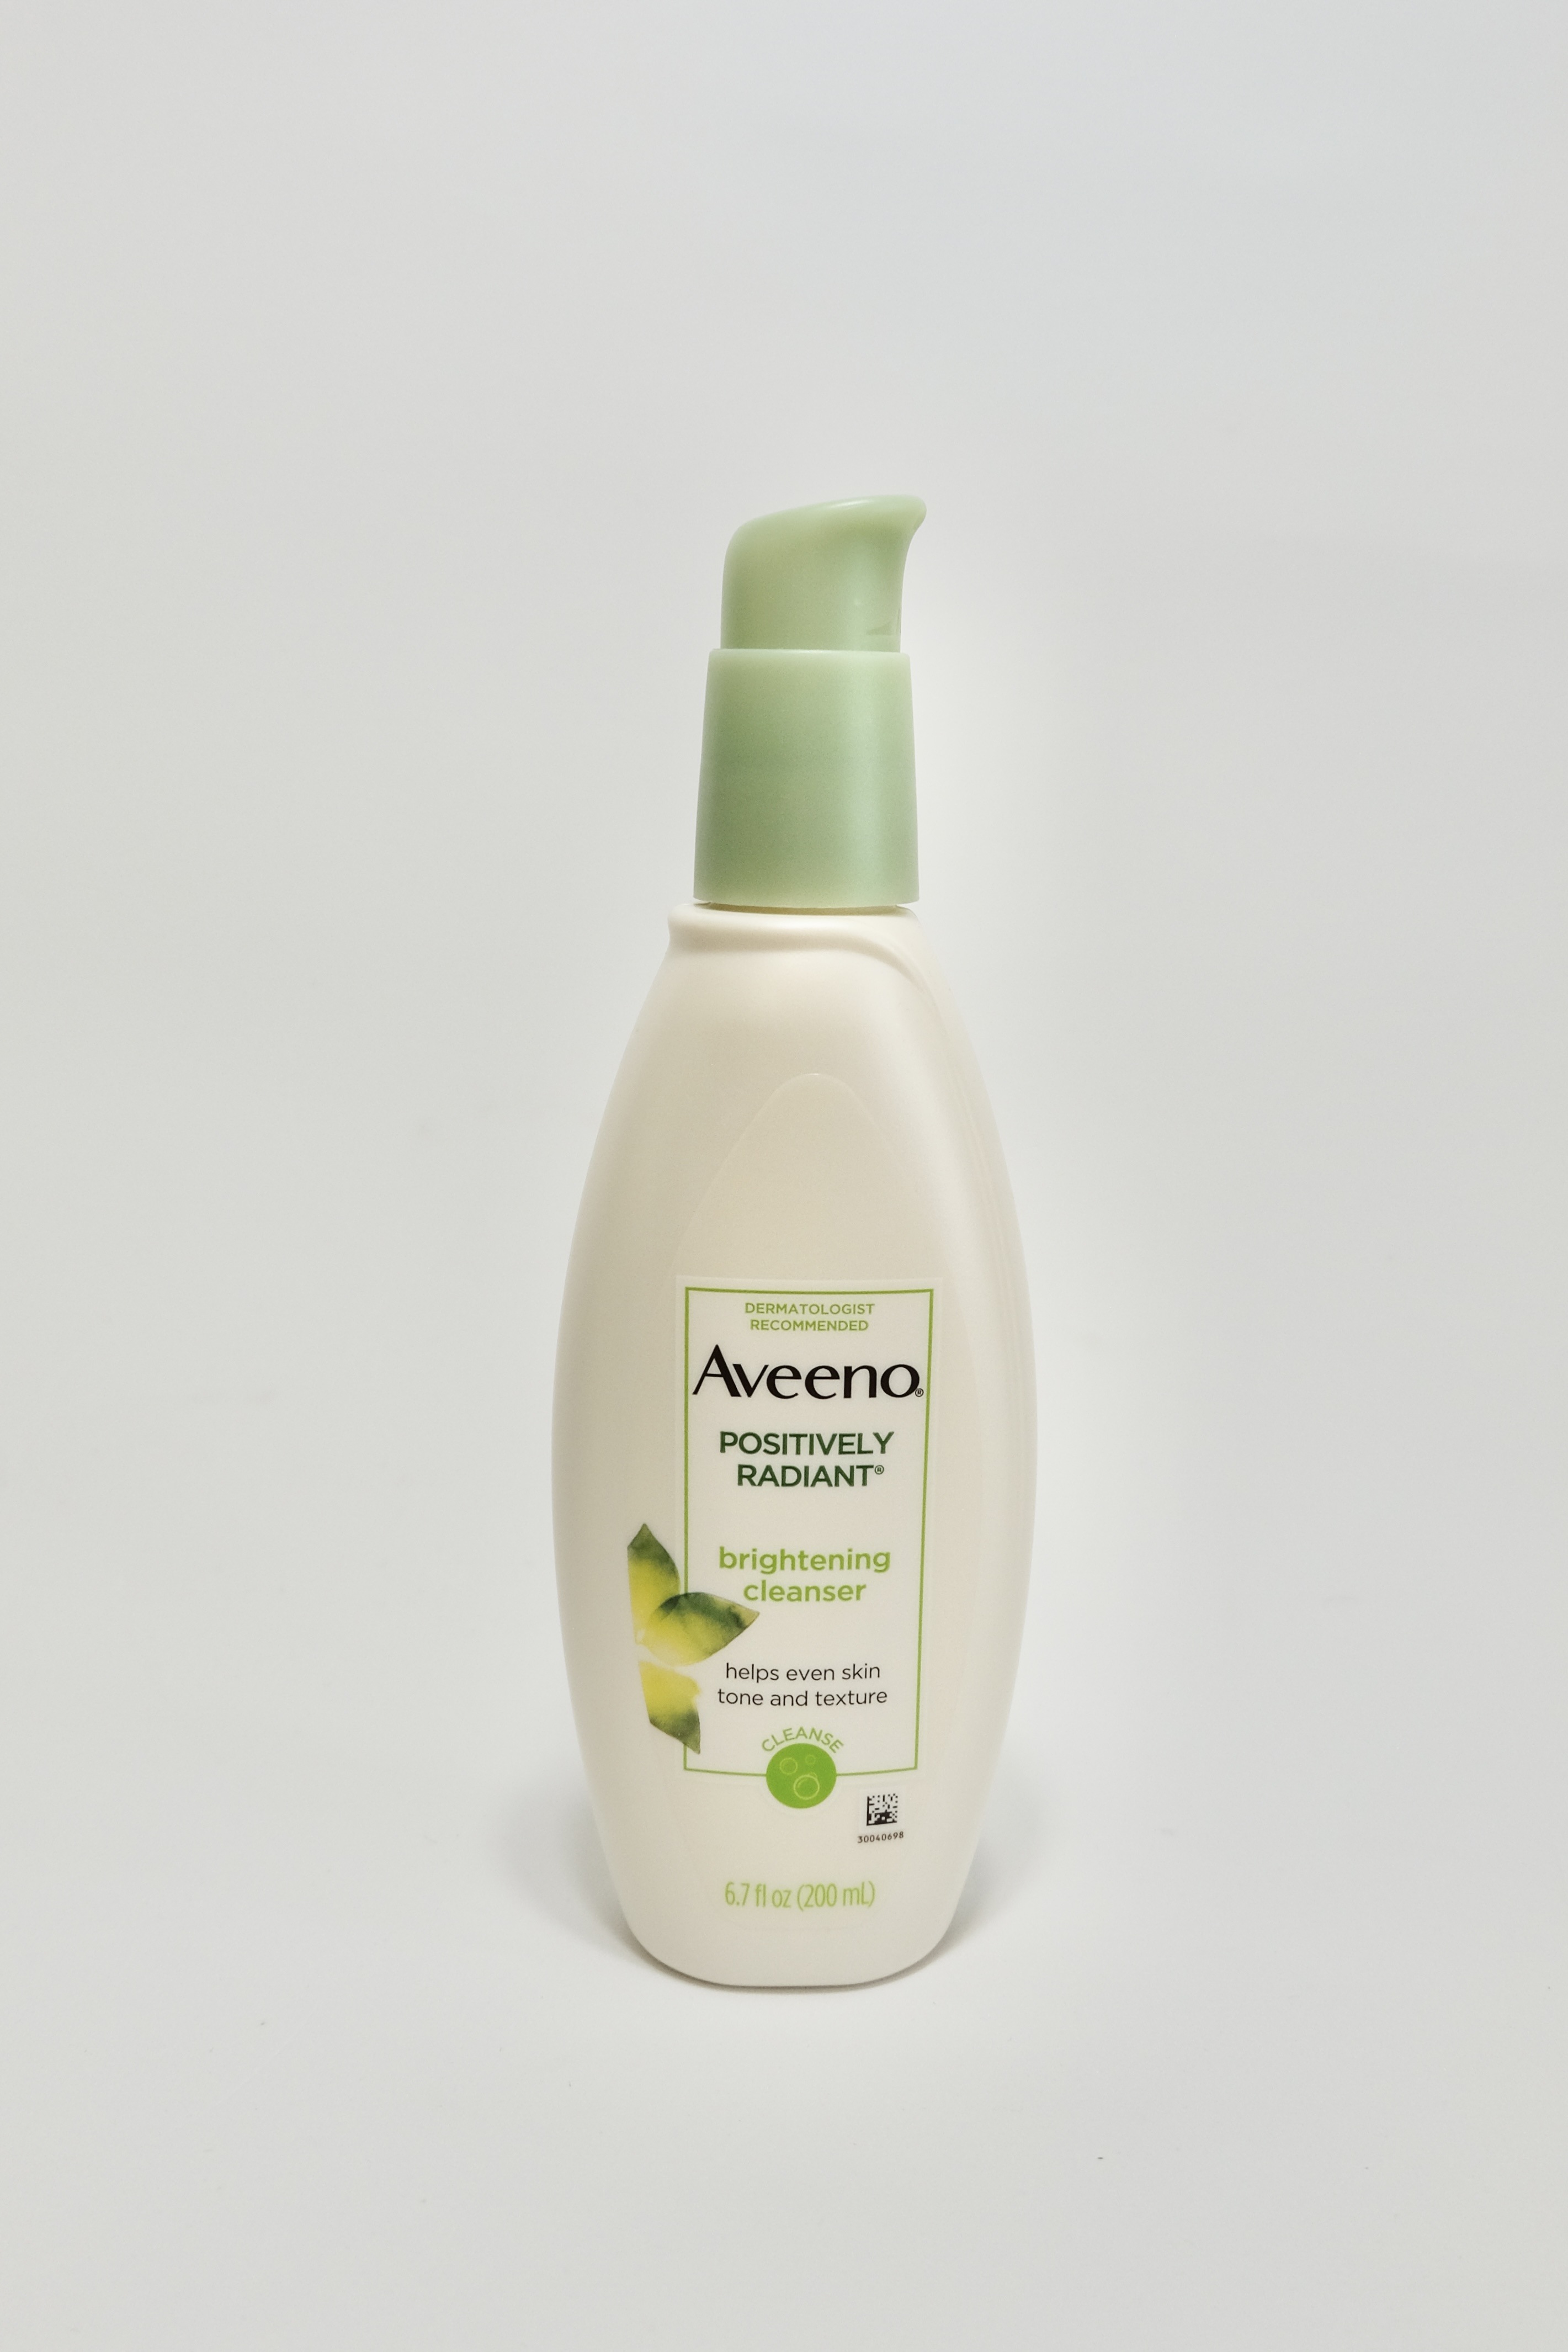 DERMATOLOGIST
RECOMMENDED
Aveeno®
POSITIVELY
RADIANT®
brightening
cleanser
helps even skin
tone and texture
CLEANSE
30040698
6.7 fl oz (200 mL)